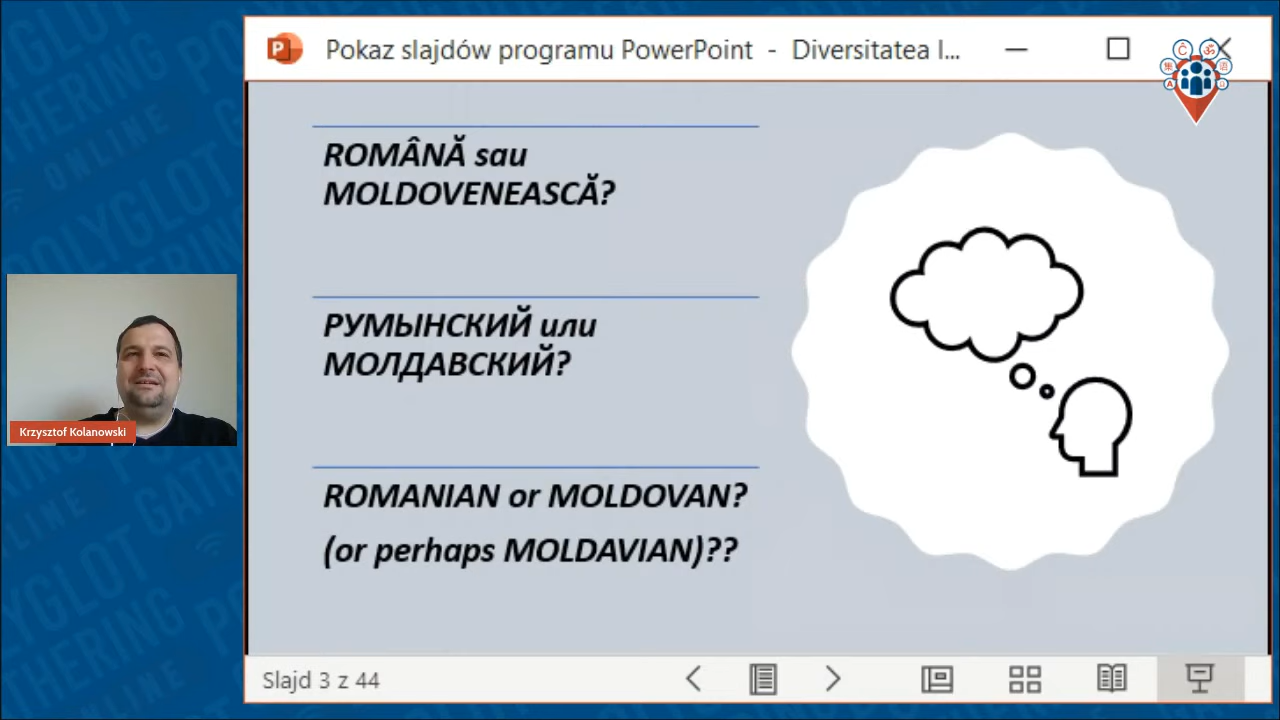 Pokaz slajdów programu PowerPoint - Diversitatea l...
ROMÂNĂ sau
MOLDOVENEASCĂ?
РУМЫНСКИЙ или
МОЛДАВСКИЙ?
ROMANIAN or MOLDOVAN?
(or perhaps MOLDAVIAN)??
Krzysztof Kolanowski
Slajd 3 z 44